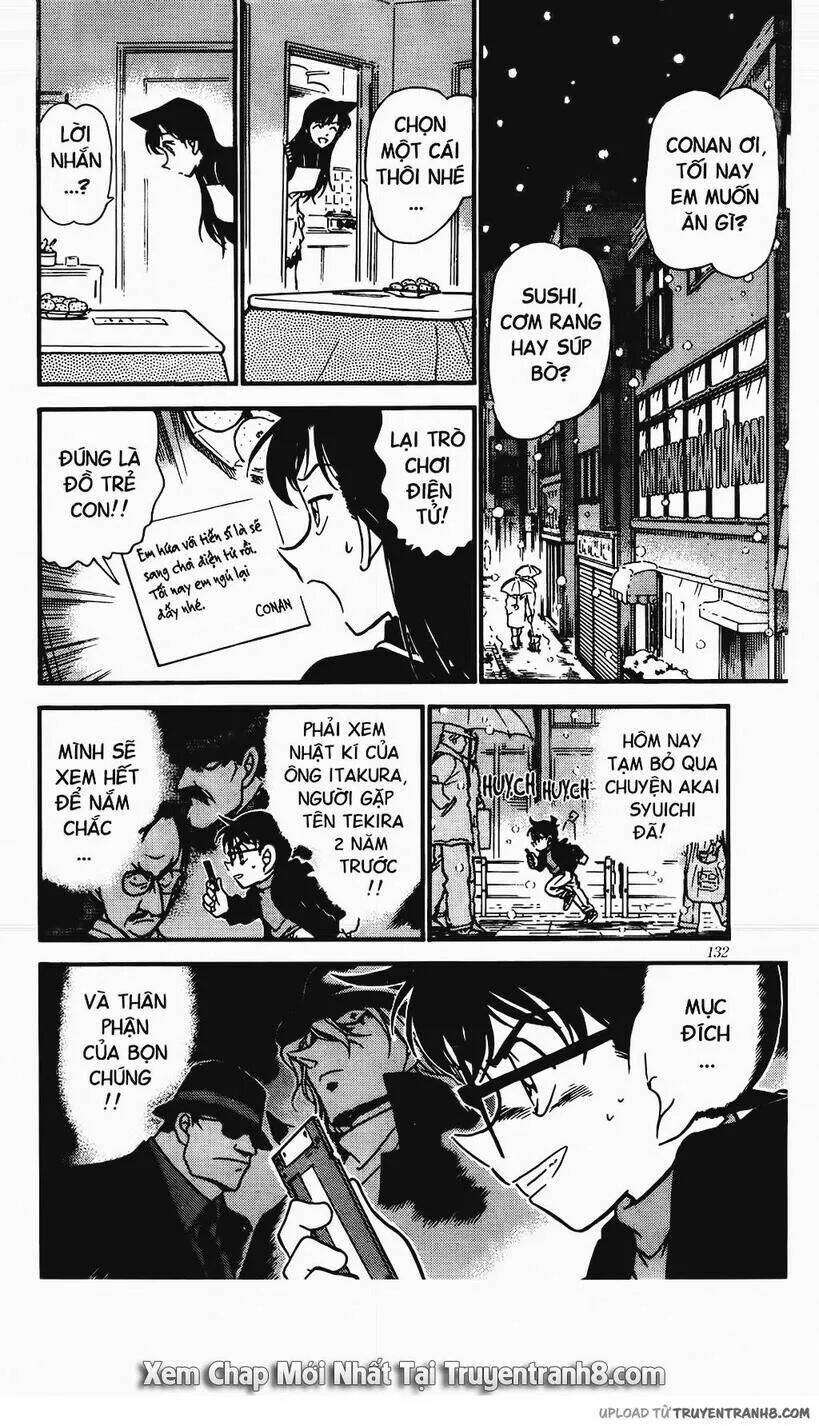 CONAN ƠI,
TỐI NAY
EM MUỐN
ĂN GÌ?
SUSHI,
CƠM RANG
HAY SÚP
BÒ?
CHỌN
MỘT CÁI
THÔI NHÉ
...
LỜI
NHẮN
...?
LẠI TRÒ
CHƠI
ĐIỆN
TỬ!
ĐÚNG LÀ
ĐỒ TRẺ
CON!!
Em hứa với tiến sĩ là sẽ
sang chơi điện tử rồi.
Tối nay em ngủ lại
đấy nhé.
CONAN
HÔM NAY
TẠM BỎ QUA
CHUYỆN AKAI
SYUICHI
ĐÃ!
HUỴCH HUỴCH
PHẢI XEM
NHẬT KÍ CỦA
ÔNG ITAKURA,
NGƯỜI GẶP
TÊN TEKIRA
2 NĂM
TRƯỚC
!!
MÌNH SẼ
XEM HẾT
ĐỂ NẮM
CHẮC
...
132
MỤC
ĐÍCH
...
VÀ THÂN
PHẬN
CỦA BỌN
CHÚNG
!!
Xem Chap Mới Nhất Tại Truyentranh8.com
UPLOAD TỪ TRUYENTRANH8.COM